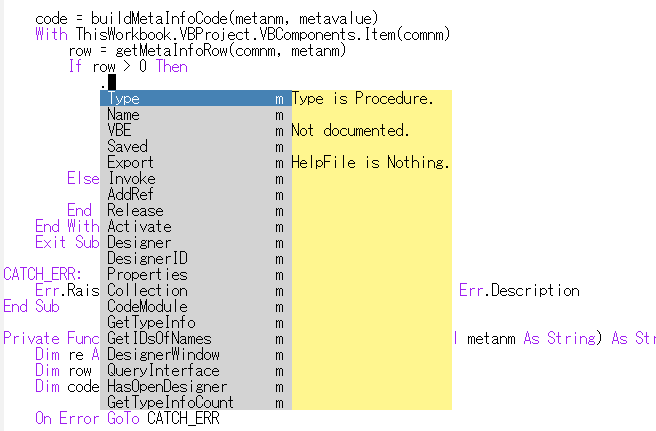 code = buildMetaInfoCode(metanm, metavalue)
With ThisWorkbook.VBProject.VBComponents.Item(comnm)
row = getMetaInfoRow(comnm, metanm)
If row > 0 Then
.
Type m Type is Procedure.
Name m
VBE m Not documented.
Saved m
Export m HelpFile is Nothing.
Else Invoke m
AddRef m
End Release m
End With Activate m
Exit Sub Designer m
DesignerID m
CATCH_ERR: Properties m
Err.Rais Collection m Err.Description
End Sub CodeModule m
GetTypeInfo m
Private Func GetIDsOfNames m metanm As String) As Str
Dim re A DesignerWindow m
Dim row QueryInterface m
Dim code HasOpenDesigner m
GetTypeInfoCount m
On Error GoTo CATCH_ERR